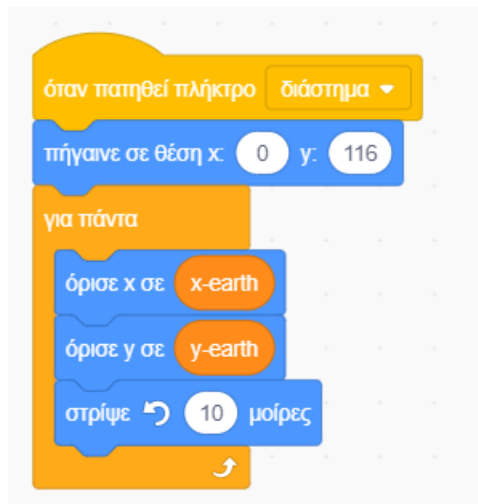 όταν πατηθεί πλήκτρο διάστημα
πήγαινε σε θέση x: 0 y: 116
για πάντα
όρισε x σε x-earth
όρισε y σε y-earth
στρίψε 10 μοίρες